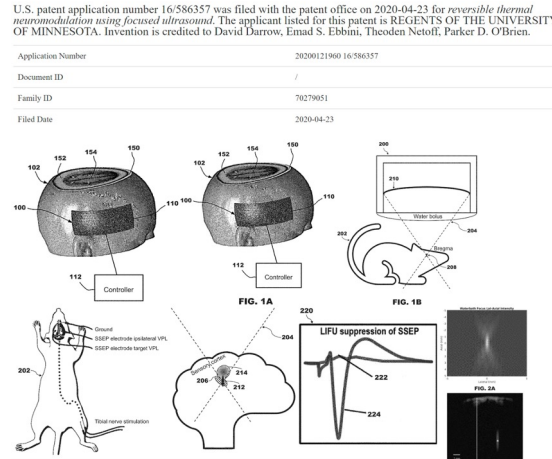 U.S. patent application number 16/586357 was filed with the patent office on 2020-04-23 for reversible thermal
neuromodulation using focused ultrasound. The applicant listed for this patent is REGENTS OF THE UNIVERSITY
OF MINNESOTA. Invention is credited to David Darrow, Emad S. Ebbini, Theoden Netoff, Parker D. O'Brien.
Application Number 20200121960 16/586357
Document ID /
Family ID 70279051
Filed Date 2020-04-23
102 152 154 150
100 110
112 Controller
102 152 154 150
100 110
112 Controller
FIG. 1A
200
210
Water bolus
202 204
Bregma
208
FIG. 1B
Ground
SSEP electrode ipsilateral VPL
SSEP electrode target VPL
202
Tibial nerve stimulation
Sensory cortex
204
206 214
212
220
LIFU suppression of SSEP
222
224
FIG. 2A